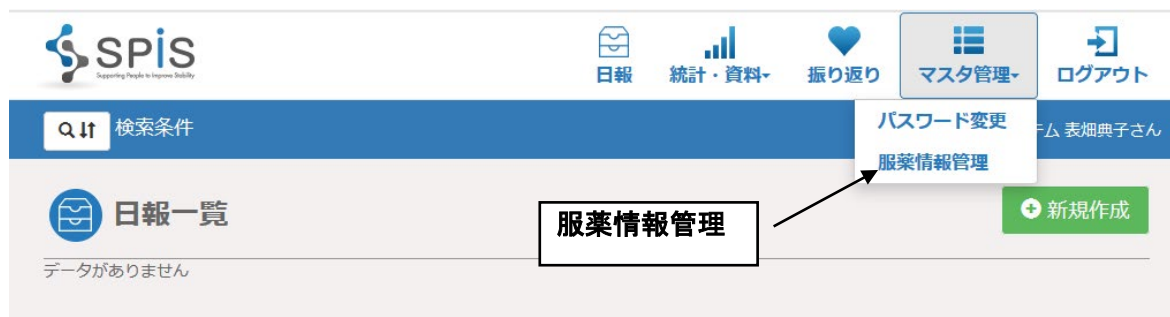 SPiS
Supporting People to Improve Stability
日報
統計・資料
振り返り
マスタ管理
ログアウト
検索条件
パスワード変更
テム 表畑典子さん
服薬情報管理
日報一覧
服薬情報管理
新規作成
データがありません